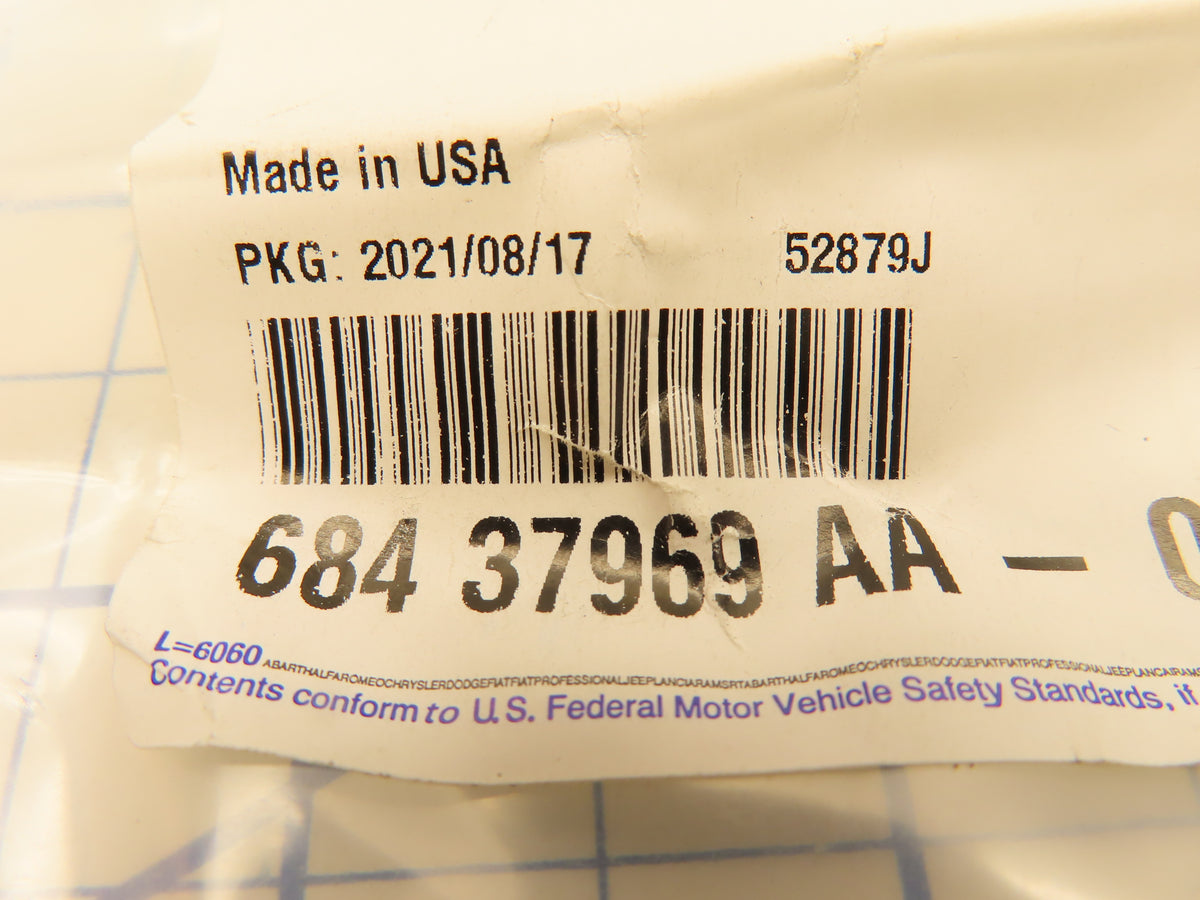 Made in USA
PKG: 2021/08/17 52879J
684 37969 AA – 0
L=6060
ABARTHALFAROMEOCHRYSLERDODGEFIATFIATPROFESSIONALJEEPLANCIARAMSRTABARTHALFAROMEOCHRYSLERDODGEFIATFIATPROFESSIONALJEEPLANCIARAMS
Contents conform to U.S. Federal Motor Vehicle Safety Standards, if